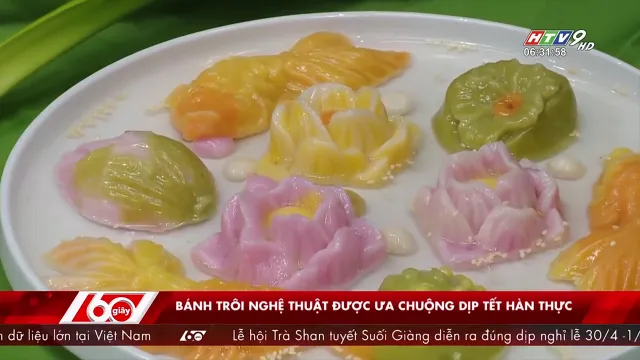 HTV9 HD
06:31:58
60 giây
BÁNH TRÔI NGHỆ THUẬT ĐƯỢC ƯA CHUỘNG DỊP TẾT HÀN THỰC
n dữ liệu lớn tại Việt Nam 60 Lễ hội Trà Shan tuyết Suối Giàng diễn ra đúng dịp nghỉ lễ 30/4 -1/